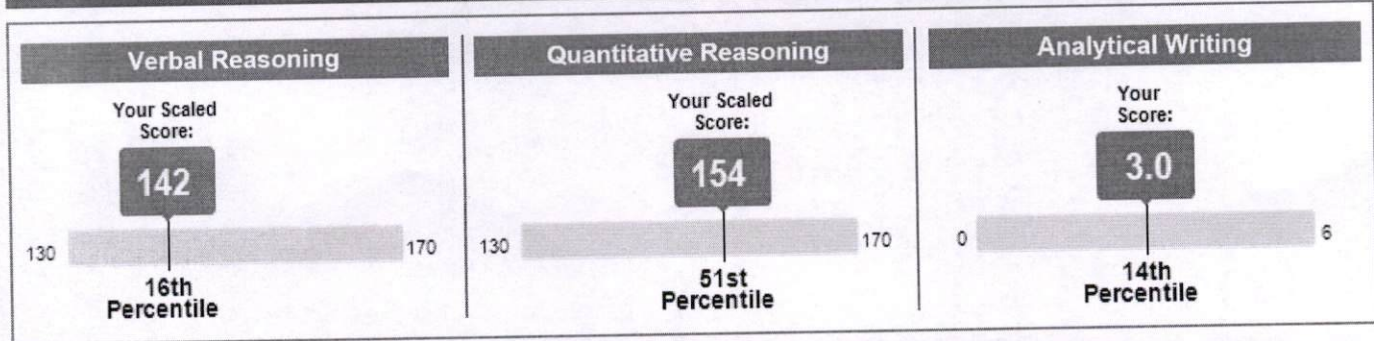 Verbal Reasoning
Your Scaled
Score:
142
130
170
16th
Percentile
Quantitative Reasoning
Your Scaled
Score:
154
130
170
51st
Percentile
Analytical Writing
Your
Score:
3.0
0
6
14th
Percentile